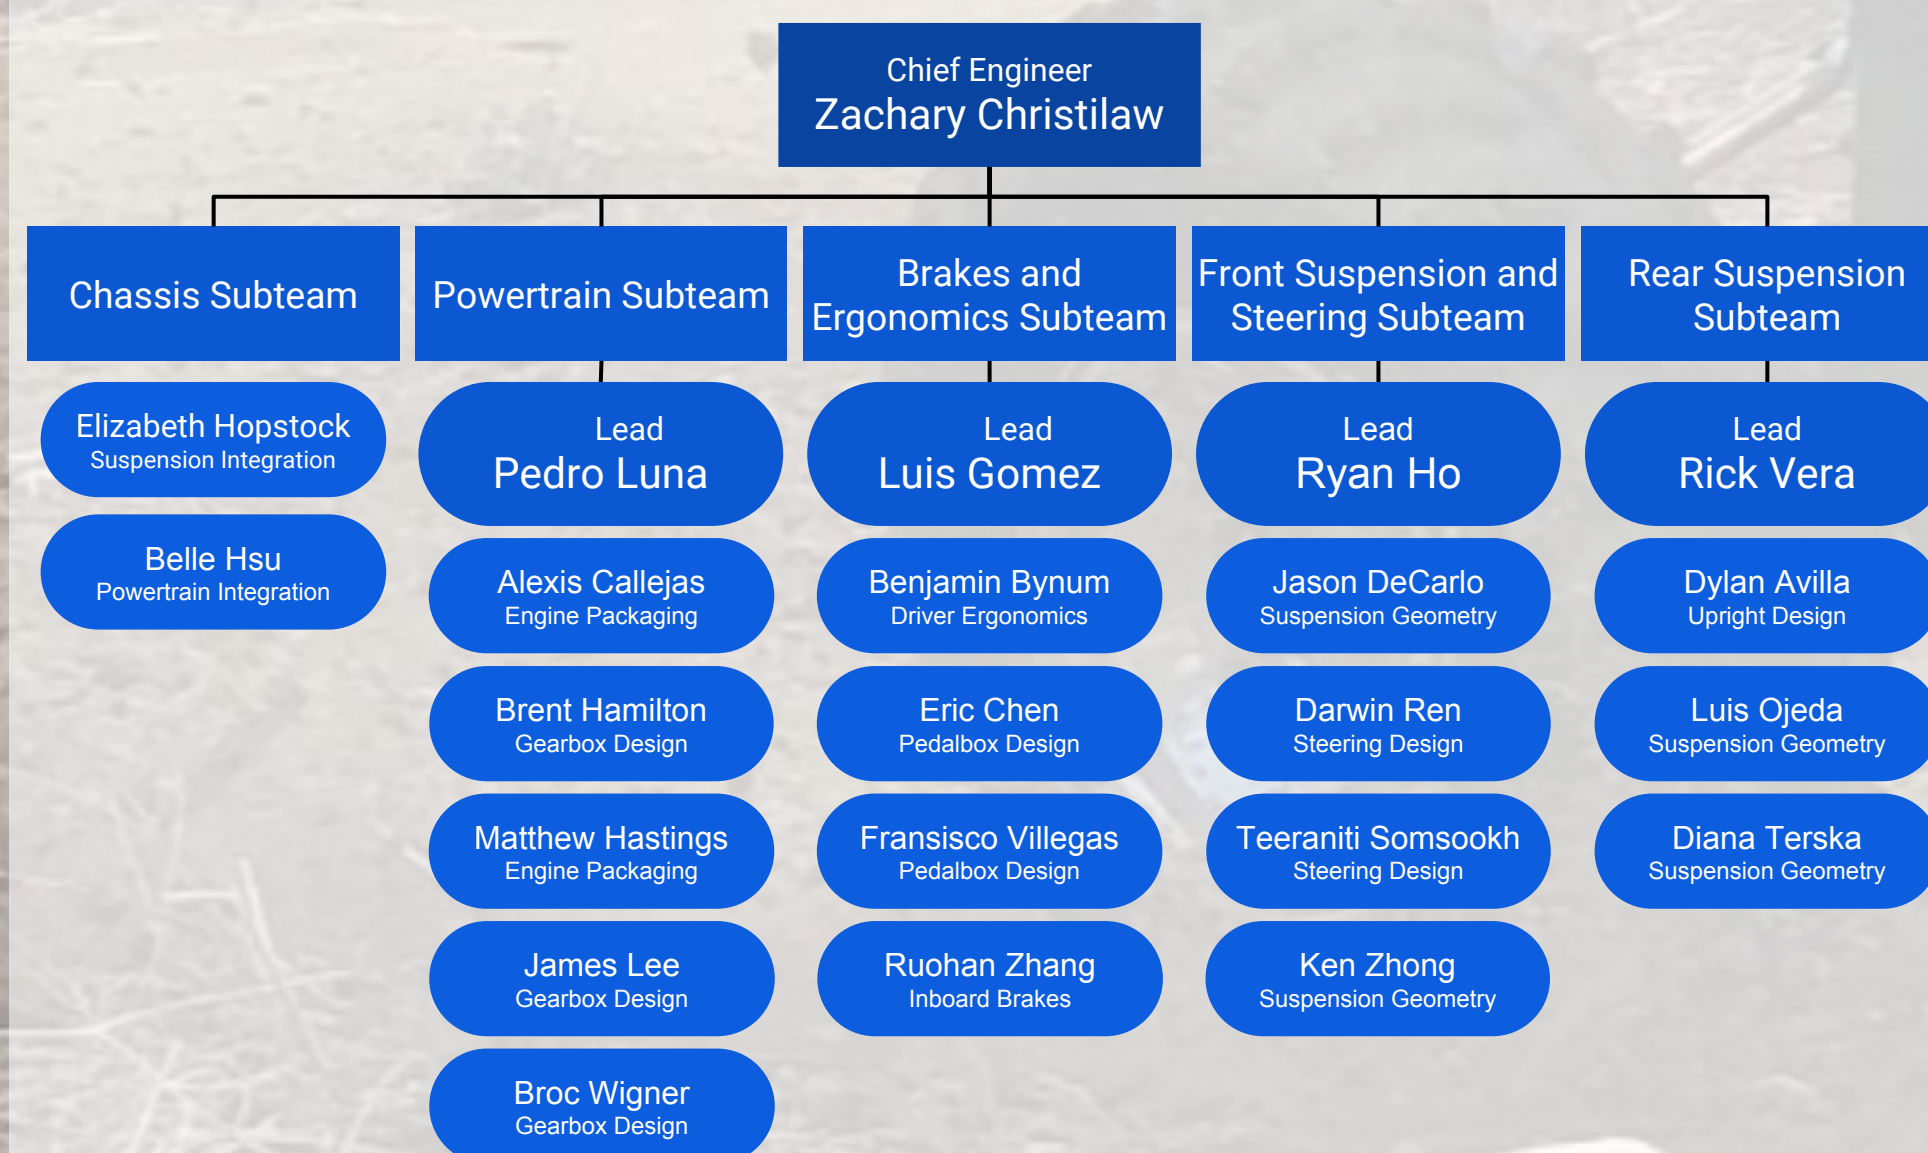 Chief Engineer
Zachary Christilaw
Chassis Subteam
Powertrain Subteam
Brakes and
Ergonomics Subteam
Front Suspension and
Steering Subteam
Rear Suspension
Subteam
Elizabeth Hopstock
Suspension Integration
Belle Hsu
Powertrain Integration
Lead
Pedro Luna
Alexis Callejas
Engine Packaging
Brent Hamilton
Gearbox Design
Matthew Hastings
Engine Packaging
James Lee
Gearbox Design
Broc Wigner
Gearbox Design
Lead
Luis Gomez
Benjamin Bynum
Driver Ergonomics
Eric Chen
Pedalbox Design
Fransisco Villegas
Pedalbox Design
Ruohan Zhang
Inboard Brakes
Lead
Ryan Ho
Jason DeCarlo
Suspension Geometry
Darwin Ren
Steering Design
Teeraniti Somsookh
Steering Design
Ken Zhong
Suspension Geometry
Lead
Rick Vera
Dylan Avilla
Upright Design
Luis Ojeda
Suspension Geometry
Diana Terska
Suspension Geometry